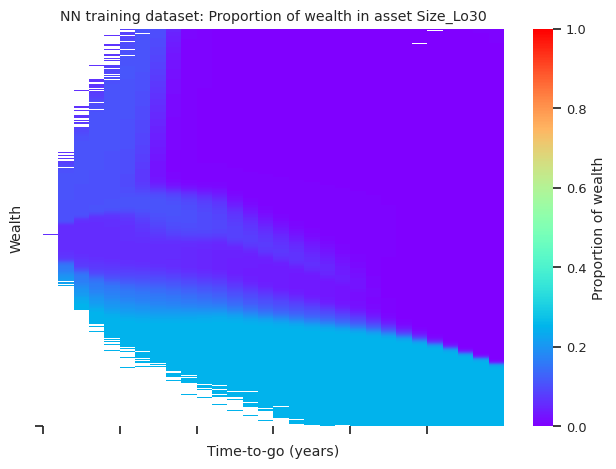 NN training dataset: Proportion of wealth in asset Size_Lo30
1.0
0.8
0.6
0.4
0.2
0.0
Proportion of wealth
Wealth
Time-to-go (years)